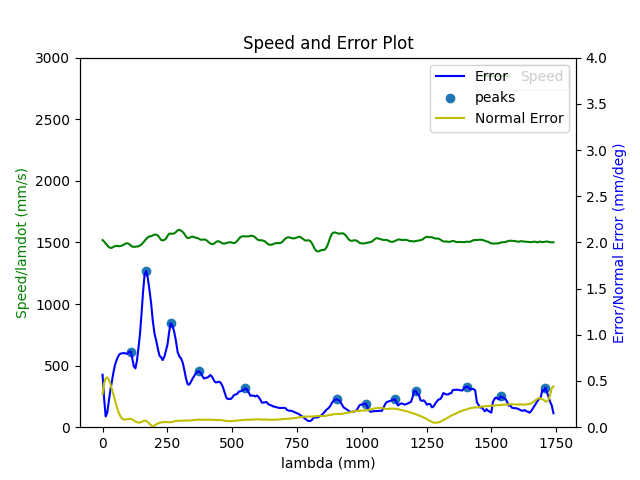 Speed and Error Plot
3000
2500
2000
1500
1000
500
0
Speed/lamdot (mm/s)
4.0
3.5
3.0
2.5
2.0
1.5
1.0
0.5
0.0
Error/Normal Error (mm/deg)
Error
Speed
peaks
Normal Error
0 250 500 750 1000 1250 1500 1750
lambda (mm)